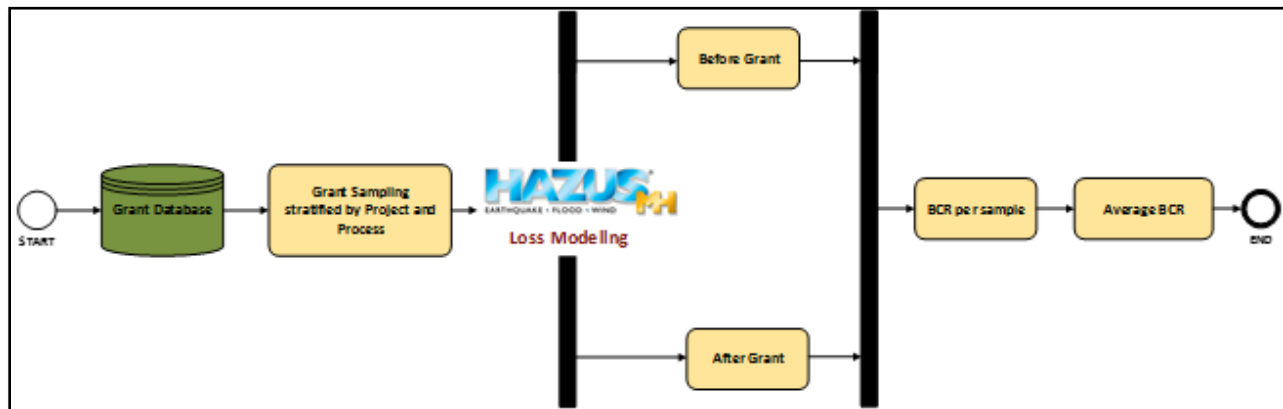 START
Grant Database
Grant Sampling
stratified by Project and
Process
HAZUS®
MH
EARTHQUAKE • FLOOD • WIND
Loss Modellng
Before Grant
After Grant
BCR per sample
Average BCR
END